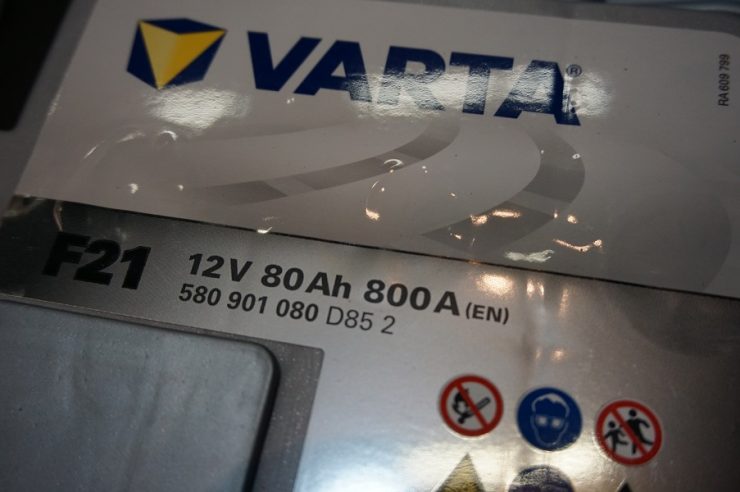 VARTA®
RA 609 799
F21
12V 80Ah 800A (EN)
580 901 080 D85 2